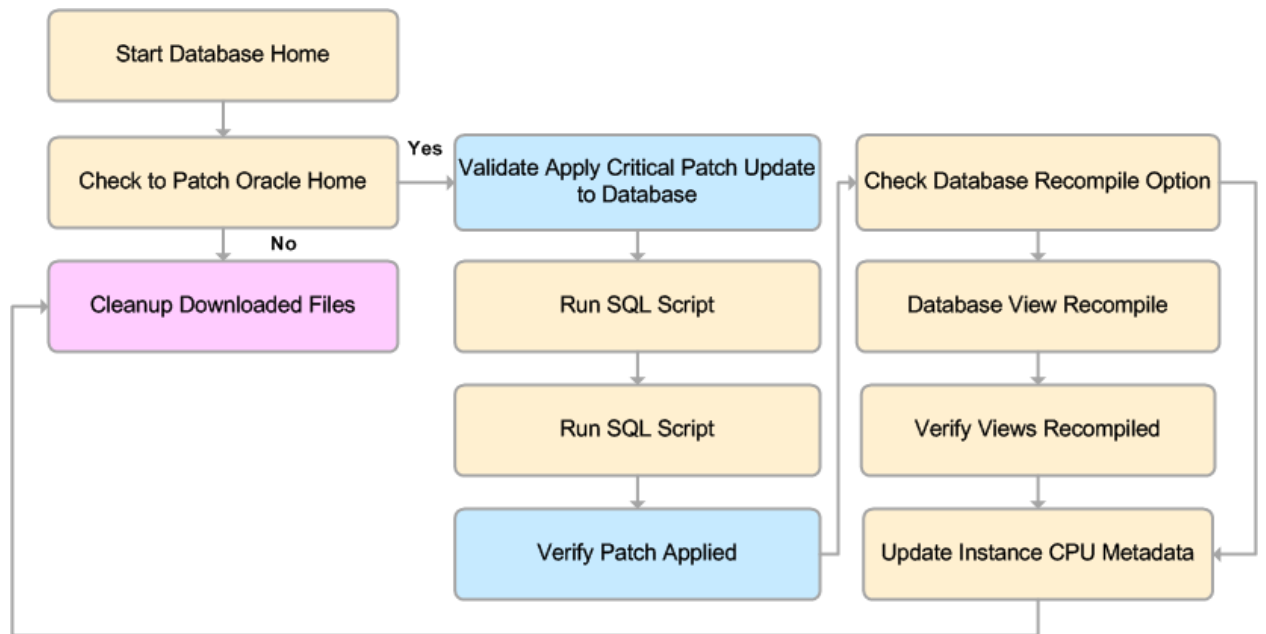 Start Database Home
Check to Patch Oracle Home
Yes
No
Cleanup Downloaded Files
Validate Apply Critical Patch Update
to Database
Run SQL Script
Run SQL Script
Verify Patch Applied
Check Database Recompile Option
Database View Recompile
Verify Views Recompiled
Update Instance CPU Metadata